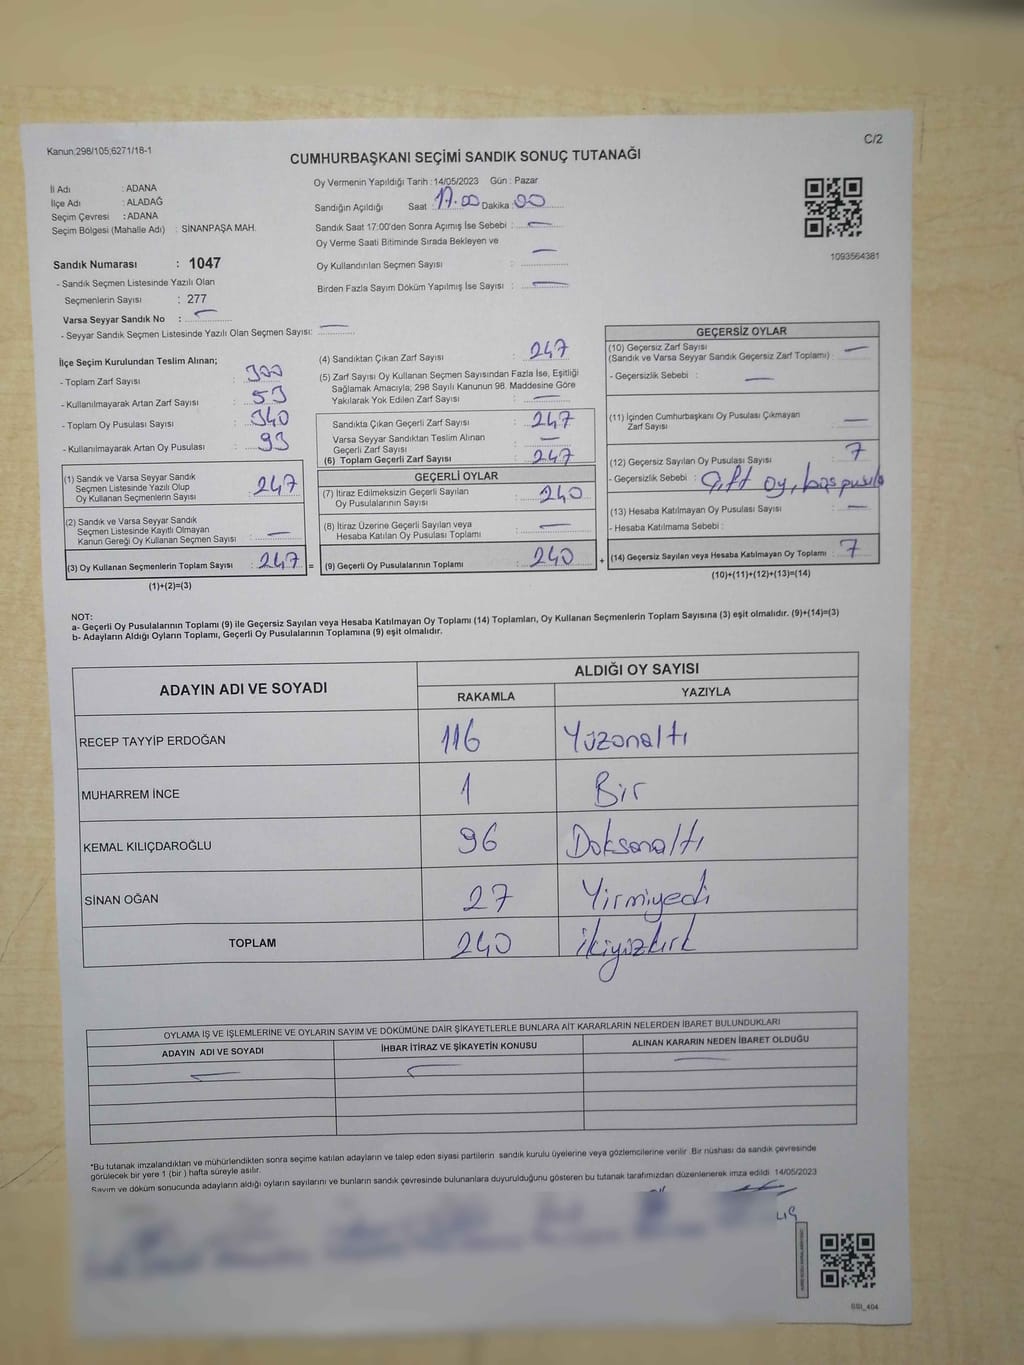 Kanun;298/105;6271/18-1
C/2
CUMHURBAŞKANI SEÇİMİ SANDIK SONUÇ TUTANAĞI
İl Adı : ADANA
İlçe Adı : ALADAĞ
Seçim Çevresi : ADANA
Seçim Bölgesi (Mahalle Adı) : SİNANPAŞA MAH.
Sandık Numarası : 1047
- Sandık Seçmen Listesinde Yazılı Olan
Seçmenlerin Sayısı : 277
Varsa Seyyar Sandık No : —
- Seyyar Sandık Seçmen Listesinde Yazılı Olan Seçmen Sayısı: —
Oy Vermenin Yapıldığı Tarih : 14/05/2023 Gün : Pazar
Sandığın Açıldığı Saat : 17.00 Dakika : 00
Sandık Saat 17:00'den Sonra Açımış İse Sebebi : —
Oy Verme Saati Bitiminde Sırada Bekleyen ve —
Oy Kullandırılan Seçmen Sayısı :
Birden Fazla Sayım Döküm Yapılmış İse Sayısı : —
1093564381
İlçe Seçim Kurulundan Teslim Alınan;
- Toplam Zarf Sayısı : 300
- Kullanılmayarak Artan Zarf Sayısı : 53
- Toplam Oy Pusulası Sayısı : 340
- Kullanılmayarak Artan Oy Pusulası : 93
(1) Sandık ve Varsa Seyyar Sandık
Seçmen Listesinde Yazılı Olup
Oy Kullanan Seçmenlerin Sayısı : 247
(2) Sandık ve Varsa Seyyar Sandık
Seçmen Listesinde Kayıtlı Olmayan
Kanun Gereği Oy Kullanan Seçmen Sayısı : —
(3) Oy Kullanan Seçmenlerin Toplam Sayısı : 247 =
(1)+(2)=(3)
(4) Sandıktan Çıkan Zarf Sayısı : 247
(5) Zarf Sayısı Oy Kullanan Seçmen Sayısından Fazla İse, Eşitliği
Sağlamak Amacıyla; 298 Sayılı Kanunun 98. Maddesine Göre
Yakılarak Yok Edilen Zarf Sayısı : —
Sandıkta Çıkan Geçerli Zarf Sayısı : 247
Varsa Seyyar Sandıktan Teslim Alınan
Geçerli Zarf Sayısı : —
(6) Toplam Geçerli Zarf Sayısı : 247
GEÇERLİ OYLAR
(7) İtiraz Edilmeksizin Geçerli Sayılan
Oy Pusulalarının Sayısı : 240
(8) İtiraz Üzerine Geçerli Sayılan veya
Hesaba Katılan Oy Pusulası Toplamı : —
(9) Geçerli Oy Pusulalarının Toplamı : 240 +
GEÇERSİZ OYLAR
(10) Geçersiz Zarf Sayısı —
(Sandık ve Varsa Seyyar Sandık Geçersiz Zarf Toplamı) :
- Geçersizlik Sebebi : —
(11) İçinden Cumhurbaşkanı Oy Pusulası Çıkmayan
Zarf Sayısı : —
(12) Geçersiz Sayılan Oy Pusulası Sayısı : 7
- Geçersizlik Sebebi : Çift oy, boş pusula
(13) Hesaba Katılmayan Oy Pusulası Sayısı : —
- Hesaba Katılmama Sebebi :
(14) Geçersiz Sayılan veya Hesaba Katılmayan Oy Toplamı : 7
(10)+(11)+(12)+(13)=(14)
NOT:
a- Geçerli Oy Pusulasının Toplamı (9) ile Geçersiz Sayılan veya Hesaba Katılmayan Oy Toplamı (14) Toplamları, Oy Kullanan Seçmenlerin Toplam Sayısına (3) eşit olmalıdır. (9)+(14)=(3)
b- Adayların Aldığı Oyların Toplamı, Geçerli Oy Pusulalarının Toplamına (9) eşit olmalıdır.
ADAYIN ADI VE SOYADI
ALDIĞI OY SAYISI
RAKAMLA YAZIYLA
RECEP TAYYİP ERDOĞAN 116 Yüzonaltı
MUHARREM İNCE 1 Bir
KEMAL KILIÇDAROĞLU 96 Doksanaltı
SİNAN OĞAN 27 Yirmiyedi
TOPLAM 240 ikiyüzkırk
OYLAMA İŞ VE İŞLEMLERİNE VE OYLARIN SAYIM VE DÖKÜMÜNE DAİR ŞİKAYETLERLE BUNLARA AİT KARARLARIN NELERDEN İBARET BULUNDUKLARI
ADAYIN ADI VE SOYADI İHBAR İTİRAZ VE ŞİKAYETİN KONUSU ALINAN KARARIN NEDEN İBARET OLDUĞU
— — —
*Bu tutanak imzalandıktan ve mühürlendikten sonra seçime katılan adayların ve talep eden siyasi partilerin sandık kurulu üyelerine veya gözlemcilerine verilir .Bir nüshası da sandık çevresinde
görülecek bir yere 1 (bir ) hafta süreyle asılır.
Sayım ve döküm sonucunda adayların aldığı oyların sayılarını ve bunların sandık çevresinde bulunanlara duyurulduğunu gösteren bu tutanak tarafımızdan düzenlenerek imza edildi. 14/05/2023